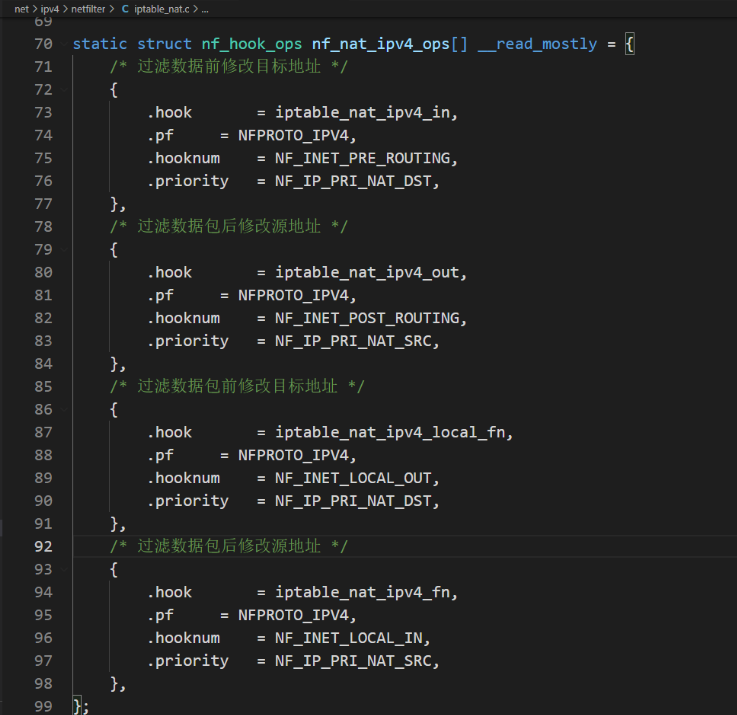 net > ipv4 > netfilter > C iptable_nat.c > ...
69
70 static struct nf_hook_ops nf_nat_ipv4_ops[] __read_mostly = {
71     /* 过滤数据前修改目标地址 */
72     {
73         .hook       = iptable_nat_ipv4_in,
74         .pf     = NFPROTO_IPV4,
75         .hooknum    = NF_INET_PRE_ROUTING,
76         .priority   = NF_IP_PRI_NAT_DST,
77     },
78     /* 过滤数据包后修改源地址 */
79     {
80         .hook       = iptable_nat_ipv4_out,
81         .pf     = NFPROTO_IPV4,
82         .hooknum    = NF_INET_POST_ROUTING,
83         .priority   = NF_IP_PRI_NAT_SRC,
84     },
85     /* 过滤数据包前修改目标地址 */
86     {
87         .hook       = iptable_nat_ipv4_local_fn,
88         .pf     = NFPROTO_IPV4,
89         .hooknum    = NF_INET_LOCAL_OUT,
90         .priority   = NF_IP_PRI_NAT_DST,
91     },
92     /* 过滤数据包后修改源地址 */
93     {
94         .hook       = iptable_nat_ipv4_fn,
95         .pf     = NFPROTO_IPV4,
96         .hooknum    = NF_INET_LOCAL_IN,
97         .priority   = NF_IP_PRI_NAT_SRC,
98     },
99 };